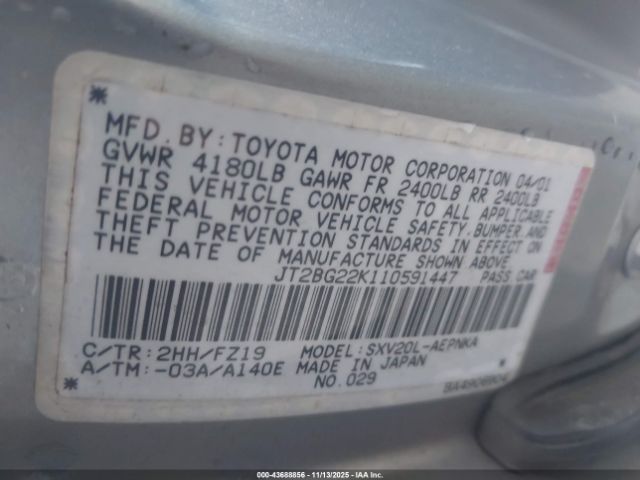 *
MFD. BY: TOYOTA MOTOR CORPORATION 04/01
GVWR 4180LB GAWR FR 2400LB RR 2400LB
THIS VEHICLE CONFORMS TO ALL APPLICABLE
FEDERAL MOTOR VEHICLE SAFETY, BUMPER, AND
THEFT PREVENTION STANDARDS IN EFFECT ON
THE DATE OF MANUFACTURE SHOWN ABOVE.
JT2BG22K110591447 PASS CAR
C/TR: 2HH/FZ19 MODEL: SXV20L-AEPNKA
A/TM: -03A/A140E MADE IN JAPAN
* NO. 029
000-43688856 - 11/13/2025 - IAA, Inc.